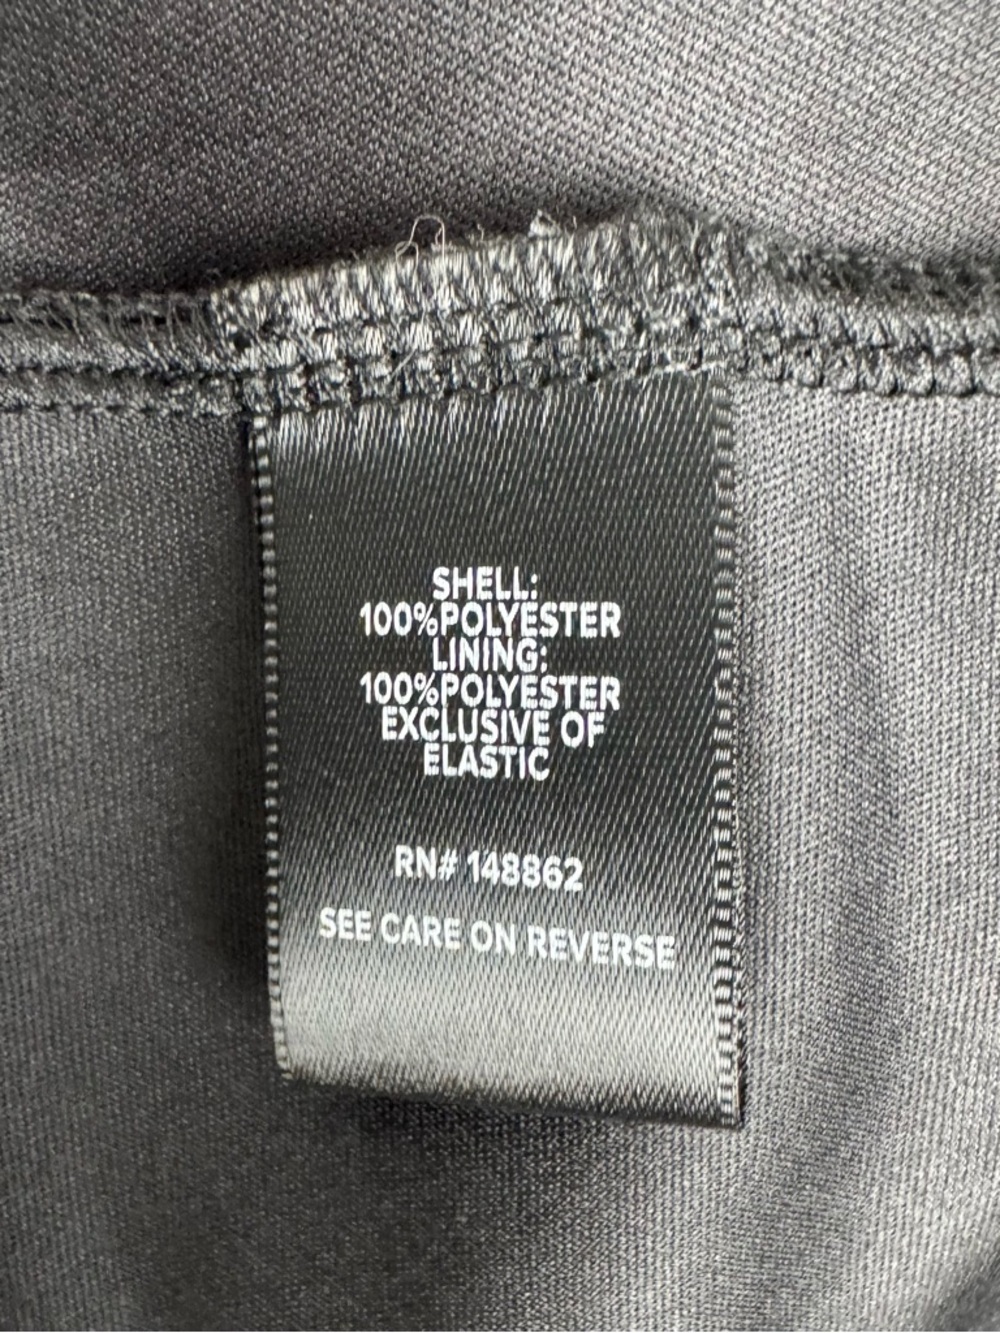 SHELL:
100%POLYESTER
LINING:
100%POLYESTER
EXCLUSIVE OF
ELASTIC
RN# 148862
SEE CARE ON REVERSE